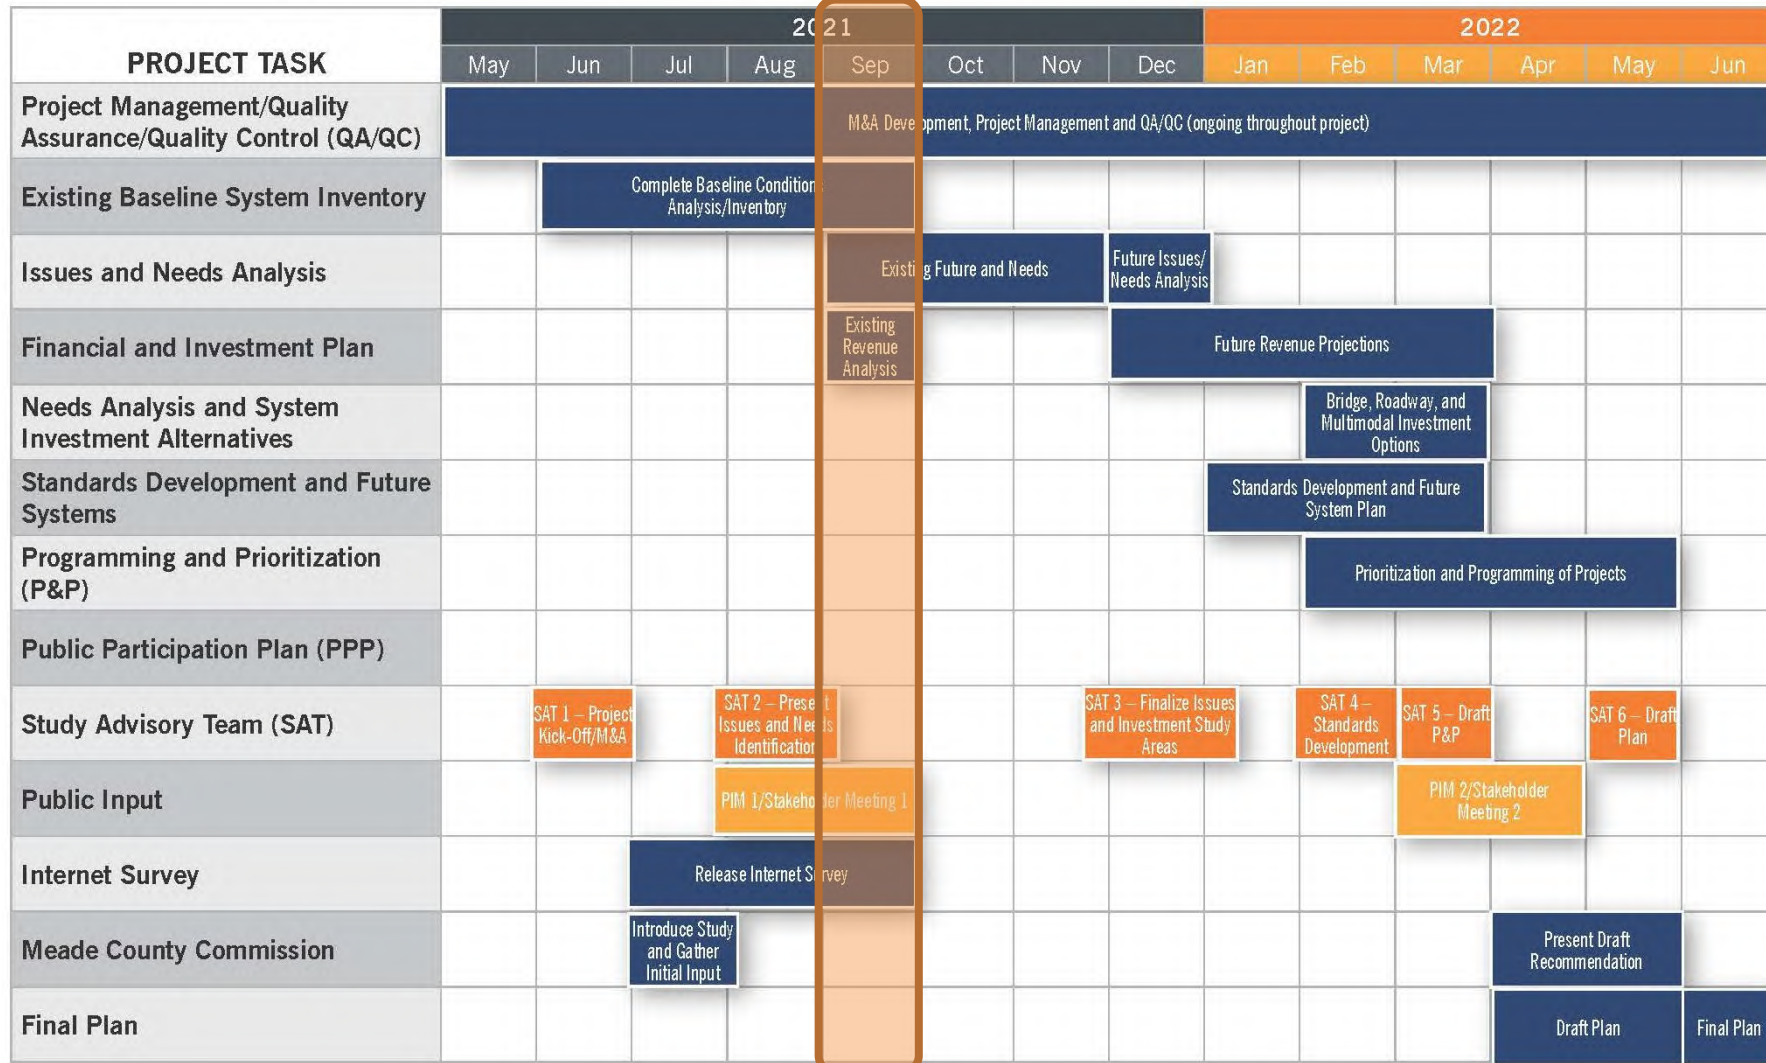 2021
2022
PROJECT TASK
May
Jun
Jul
Aug
Sep
Oct
Nov
Dec
Jan
Feb
Mar
Apr
May
Jun
Project Management/Quality
Assurance/Quality Control (QA/QC)
M&A Development, Project Management and QA/QC (ongoing throughout project)
Existing Baseline System Inventory
Complete Baseline Conditions
Analysis/Inventory
Issues and Needs Analysis
Existing Future and Needs
Future Issues/
Needs Analysis
Financial and Investment Plan
Existing
Revenue
Analysis
Future Revenue Projections
Needs Analysis and System
Investment Alternatives
Bridge, Roadway, and
Multimodal Investment
Options
Standards Development and Future
Systems
Standards Development and Future
System Plan
Programming and Prioritization
(P&P)
Prioritization and Programming of Projects
Public Participation Plan (PPP)
Study Advisory Team (SAT)
SAT 1 – Project
Kick-Off/M&A
SAT 2 – Present
Issues and Needs
Identification
SAT 3 – Finalize Issues
and Investment Study
Areas
SAT 4 –
Standards
Development
SAT 5 – Draft
P&P
SAT 6 – Draft
Plan
Public Input
PIM 1/Stakeholder Meeting 1
PIM 2/Stakeholder
Meeting 2
Internet Survey
Release Internet Survey
Meade County Commission
Introduce Study
and Gather
Initial Input
Present Draft
Recommendation
Final Plan
Draft Plan
Final Plan